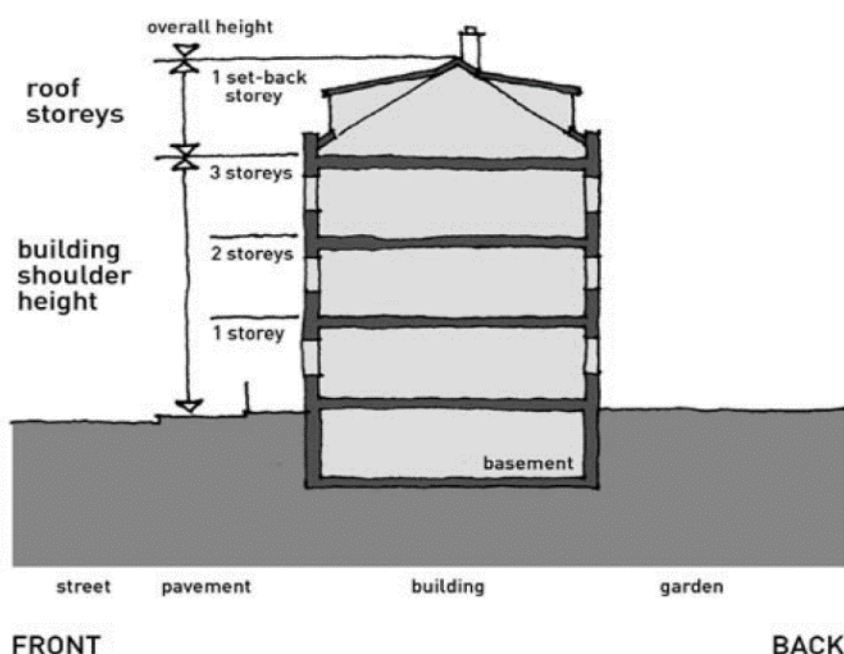 overall height
roof
storeys
1 set-back
storey
3 storeys
building
shoulder
height
2 storeys
1 storey
basement
street
pavement
building
garden
FRONT
BACK